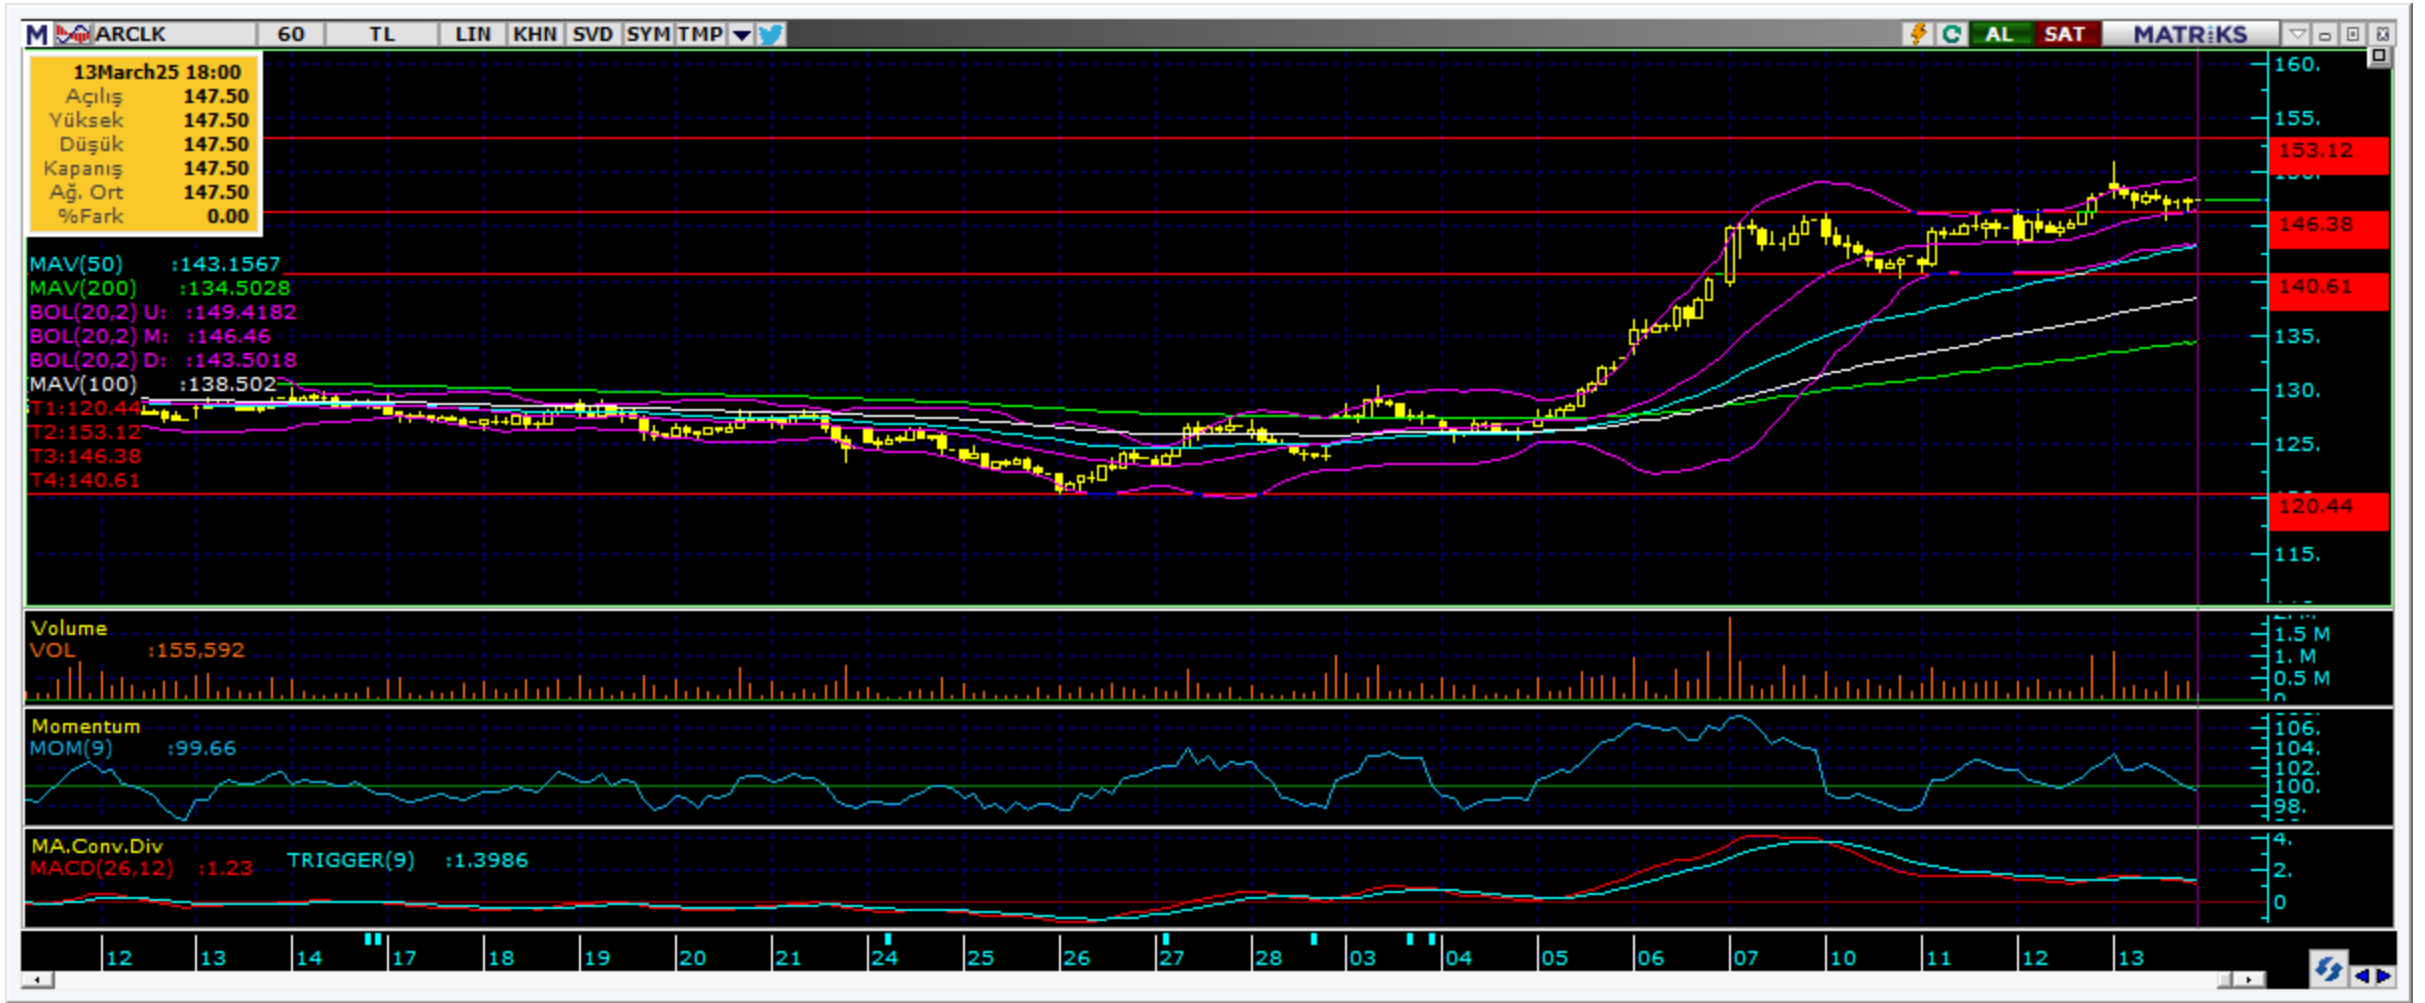 M ARCLK 60 TL LIN KHN SVD SYM TMP AL SAT MATRiKS
13March25 18:00
Açılış 147.50
Yüksek 147.50
Düşük 147.50
Kapanış 147.50
Ağ. Ort 147.50
%Fark 0.00
MAV(50) :143.1567
MAV(200) :134.5028
BOL(20,2) U: :149.4182
BOL(20,2) M: :146.46
BOL(20,2) D: :143.5018
MAV(100) :138.502
T1:120.44
T2:153.12
T3:146.38
T4:140.61
160.
155.
153.12
146.38
140.61
135.
130.
125.
120.44
115.
Volume
VOL :155,592
1.5 M
1. M
0.5 M
0
Momentum
MOM(9) :99.66
106.
104.
102.
100.
98.
MA.Conv.Div
MACD(26,12) :1.23 TRIGGER(9) :1.3986
4.
2.
0
12 13 14 17 18 19 20 21 24 25 26 27 28 03 04 05 06 07 10 11 12 13